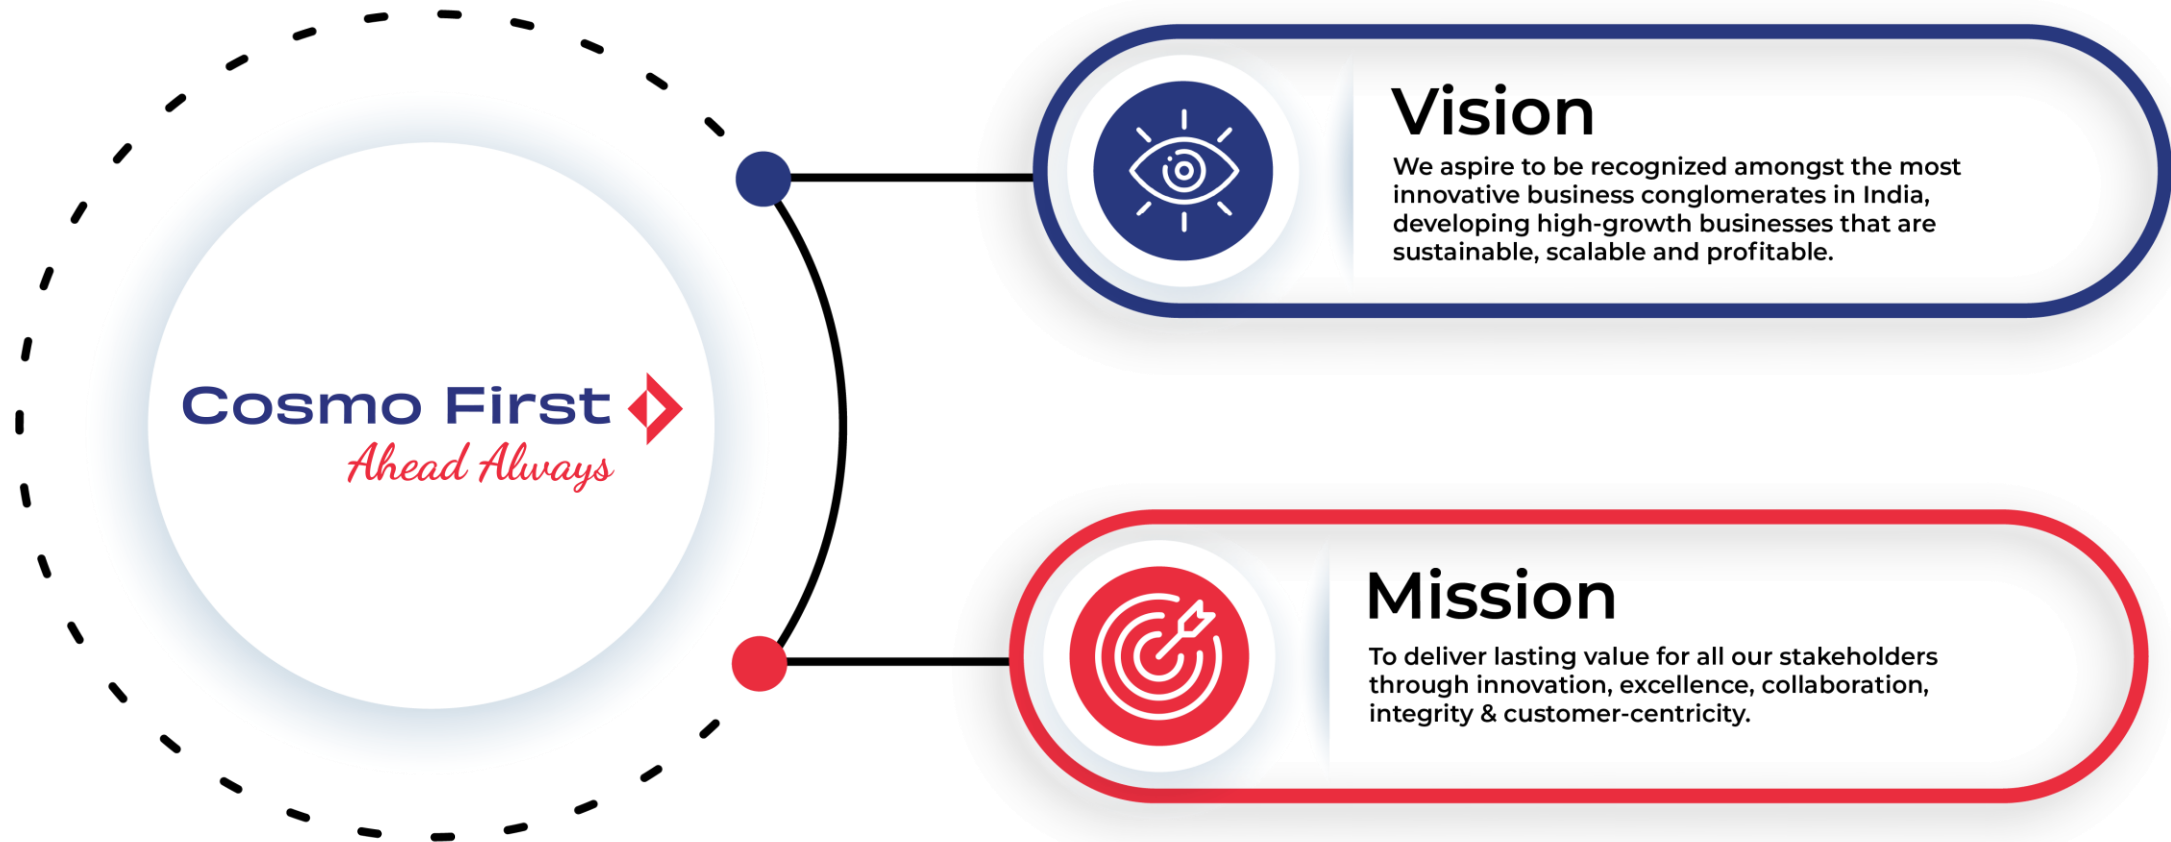 Cosmo First
Ahead Always
Vision
We aspire to be recognized amongst the most
innovative business conglomerates in India,
developing high-growth businesses that are
sustainable, scalable and profitable.
Mission
To deliver lasting value for all our stakeholders
through innovation, excellence, collaboration,
integrity & customer-centricity.